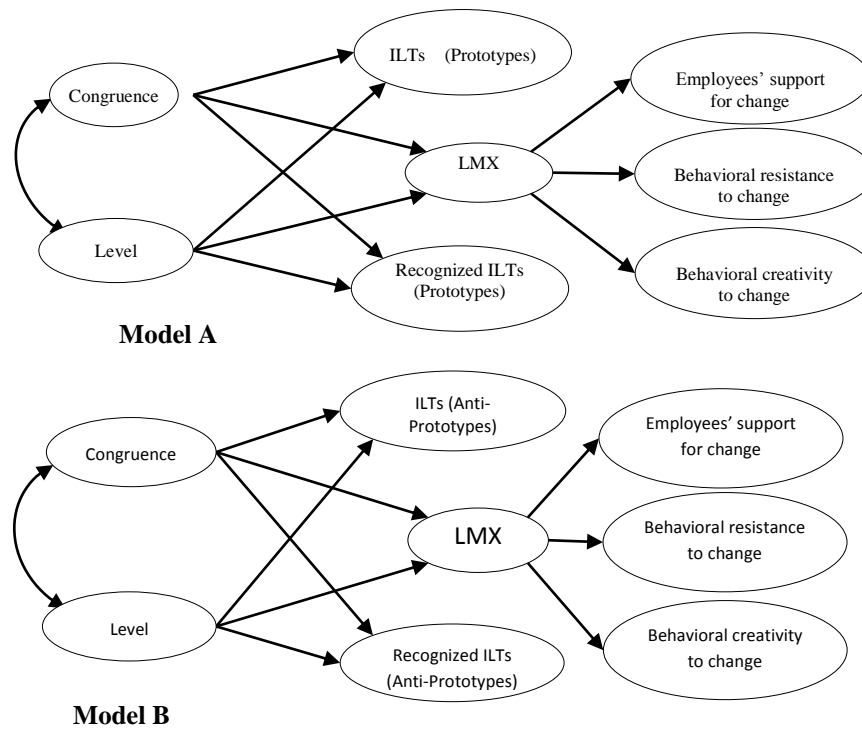 ILTs (Prototypes)
Congruence
Employees' support
for change
LMX
Behavioral resistance
to change
Level
Recognized ILTs
(Prototypes)
Behavioral creativity
to change
Model A
ILTs (Anti-
Prototypes)
Congruence
Employees' support
for change
LMX
Behavioral resistance
to change
Level
Recognized ILTs
(Anti-Prototypes)
Behavioral creativity
to change
Model B